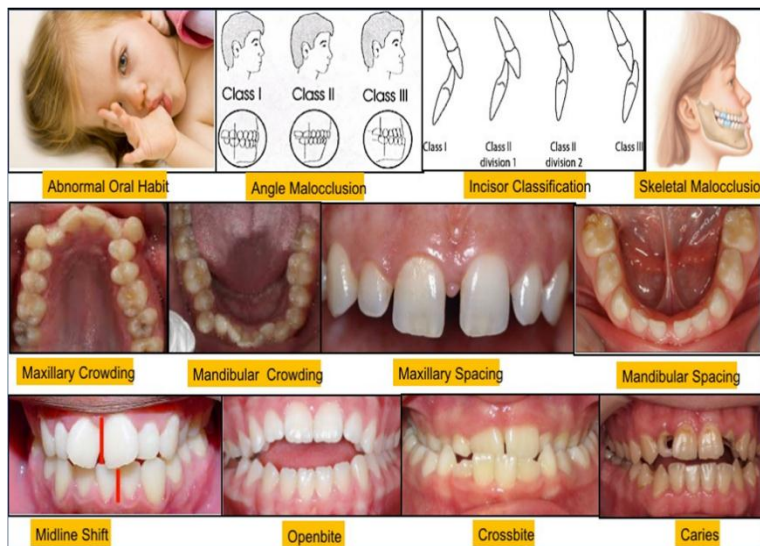 Class I
Class II
Class III
Class I
Class II
division 1
Class II
division 2
Class III
Abnormal Oral Habit
Angle Malocclusion
Incisor Classification
Skeletal Malocclusion
Maxillary Crowding
Mandibular Crowding
Maxillary Spacing
Mandibular Spacing
Midline Shift
Openbite
Crossbite
Caries